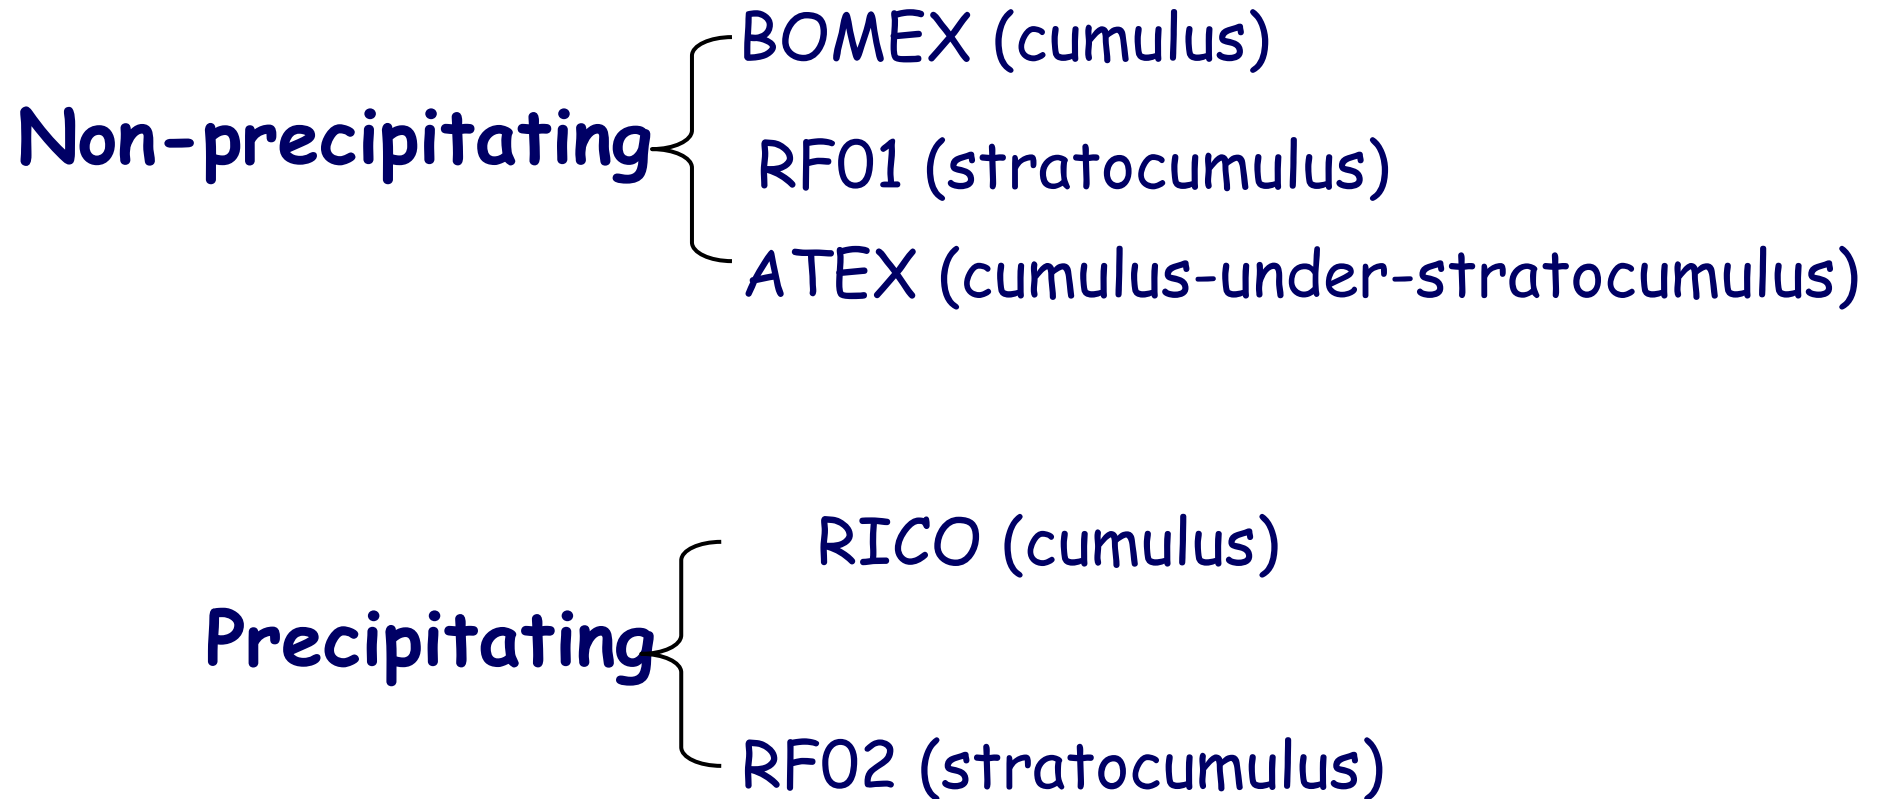 BOMEX (cumulus)
Non-precipitating
RF01 (stratocumulus)
ATEX (cumulus-under-stratocumulus)
RICO (cumulus)
Precipitating
RF02 (stratocumulus)